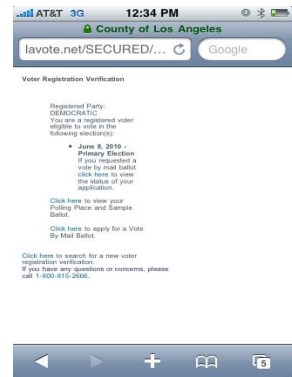 AT&T 3G 12:34 PM
County of Los Angeles
lavote.net/SECURED/... Google
Voter Registration Verification
Registered Party:
DEMOCRATIC
You are a registered voter
eligible to vote in the
following election(s):
• June 8, 2010 -
Primary Election
If you requested a
vote by mail ballot
click here to view
the status of your
application.
Click here to view your
Polling Place and Sample
Ballot.
Click here to apply for a Vote
By Mail Ballot.
Click here to search for a new voter
registration verification.
If you have any questions or concerns, please
call 1-800-815-2666.
5